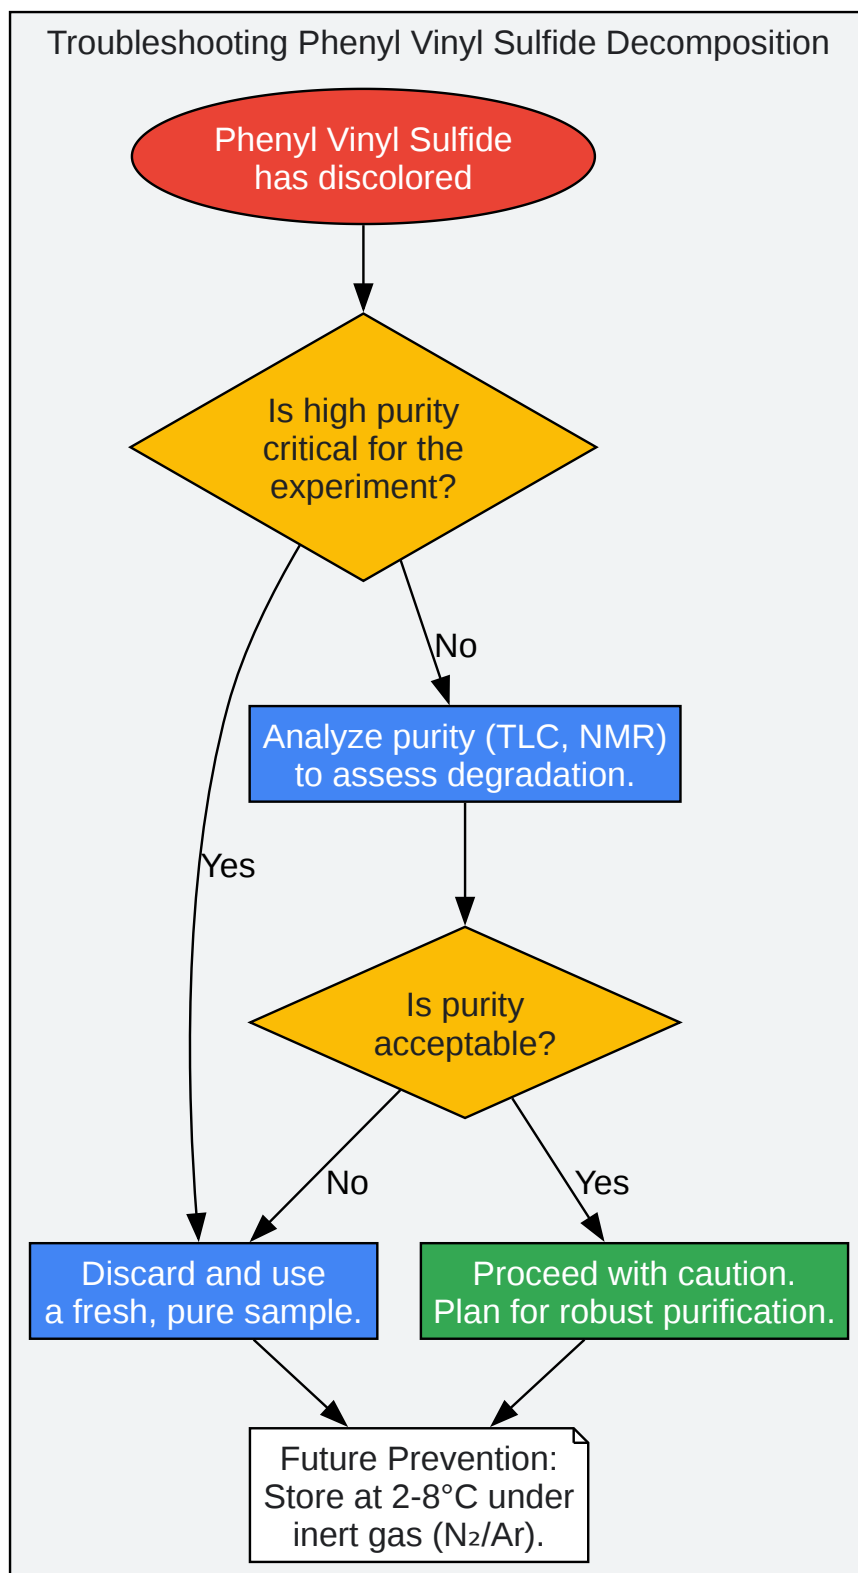 Troubleshooting Phenyl Vinyl Sulfide Decomposition
Phenyl Vinyl Sulfide
has discolored
Is high purity
critical for the
experiment?
No
Analyze purity (TLC, NMR)
to assess degradation.
Yes
Is purity
acceptable?
No
Yes
Discard and use
a fresh, pure sample.
Proceed with caution.
Plan for robust purification.
Future Prevention:
Store at 2-8°C under
inert gas (N₂/Ar).